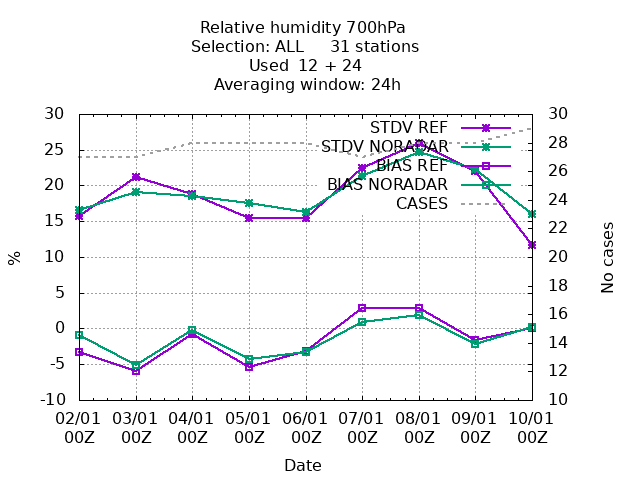 Relative humidity 700hPa
Selection: ALL 31 stations
Used 12 + 24
Averaging window: 24h
30 30
STDV REF
25 28
STDV NORADAR
26
BIAS REF
20 24
BIAS NORADAR
CASES
15 22
10 20
5 18
0 16
-5 14
12
-10 10
%
No cases
02/01 03/01 04/01 05/01 06/01 07/01 08/01 09/01 10/01
00Z 00Z 00Z 00Z 00Z 00Z 00Z 00Z 00Z
Date